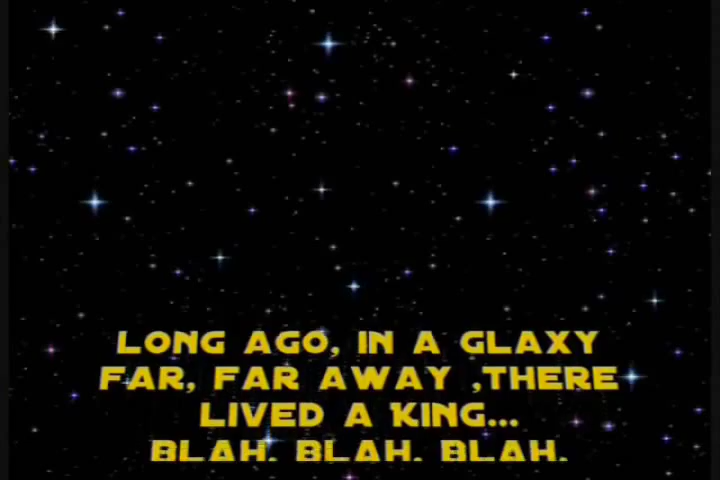 LONG AGO, IN A GLAXY
FAR, FAR AWAY ,THERE
LIVED A KING...
BLAH. BLAH. BLAH.